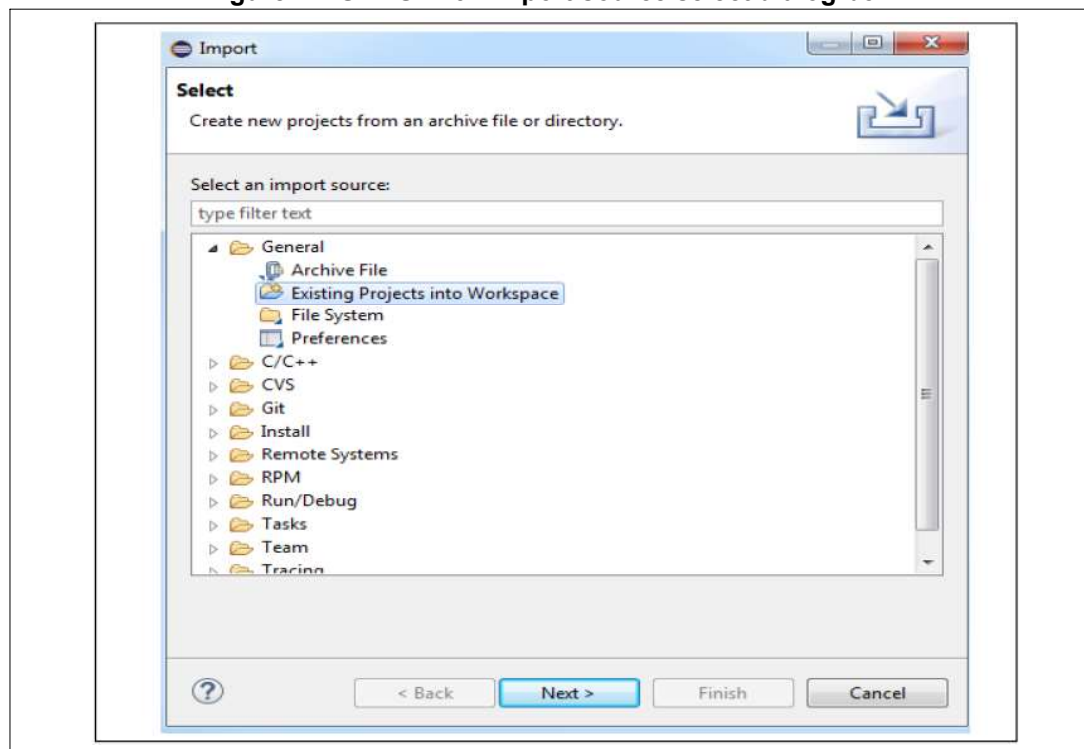 Import
Select
Create new projects from an archive file or directory.
Select an import source:
type filter text
General
Archive File
Existing Projects into Workspace
File System
Preferences
C/C++
CVS
Git
Install
Remote Systems
RPM
Run/Debug
Tasks
Team
Tracing
?
< Back
Next >
Finish
Cancel